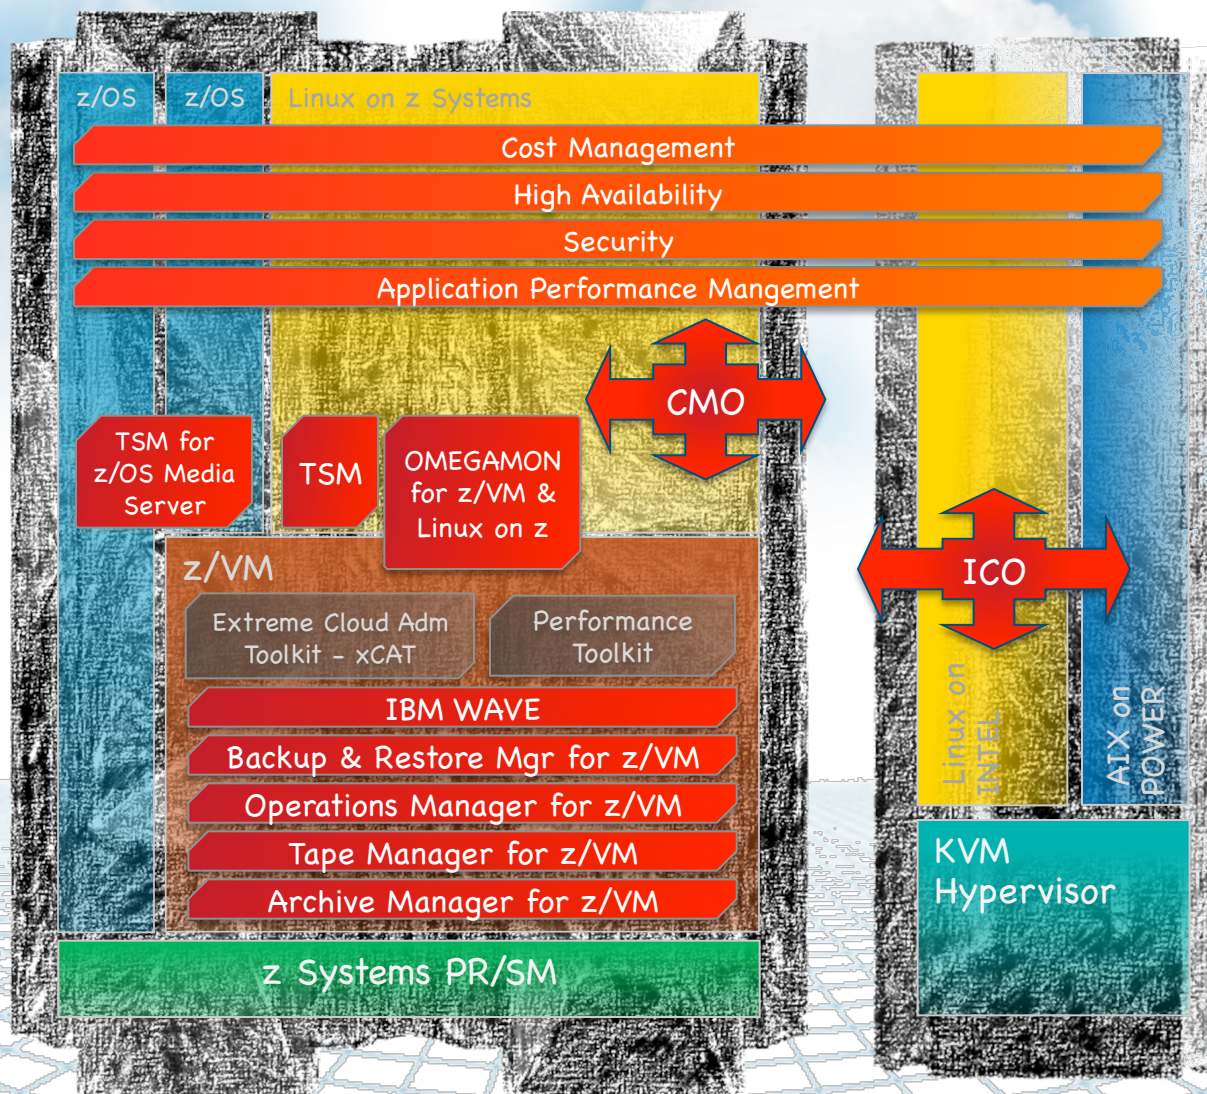 z/OS
z/OS
Linux on z Systems
Cost Management
High Availability
Security
Application Performance Mangement
CMO
TSM for
z/OS Media
Server
TSM
OMEGAMON
for z/VM &
Linux on z
ICO
z/VM
Extreme Cloud Adm
Toolkit - xCAT
Performance
Toolkit
IBM WAVE
Backup & Restore Mgr for z/VM
Operations Manager for z/VM
Tape Manager for z/VM
Archive Manager for z/VM
z Systems PR/SM
Linux on
INTEL
AIX on
POWER
KVM
Hypervisor